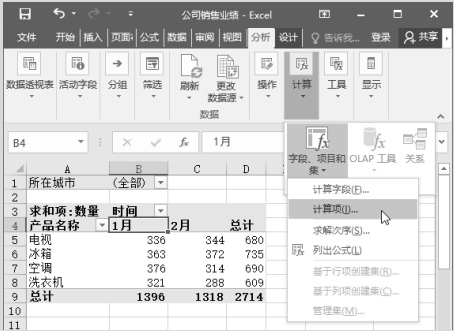 公司销售业绩 - Excel
文件 开始 插入 页面 公式 数据 审阅 视图 分析 设计 告诉我... 登录 共享
数据透视表 活动字段 分组 筛选 刷新 更改 操作 计算 工具 显示
数据源
数据
B4 fx 1月
字段、项目和 OLAP 工具 关系
集
计算字段(F)...
计算项(I)...
求解次序(S)...
列出公式(L)
基于行项创建集(R)...
基于列项创建集(C)...
管理集(M)...
A B C D
1 所在城市 (全部)
2
3 求和项:数量 时间
4 产品名称 1月 2月 总计
5 电视 336 344 680
6 冰箱 363 372 735
7 空调 376 314 690
8 洗衣机 321 288 609
9 总计 1396 1318 2714
10
11